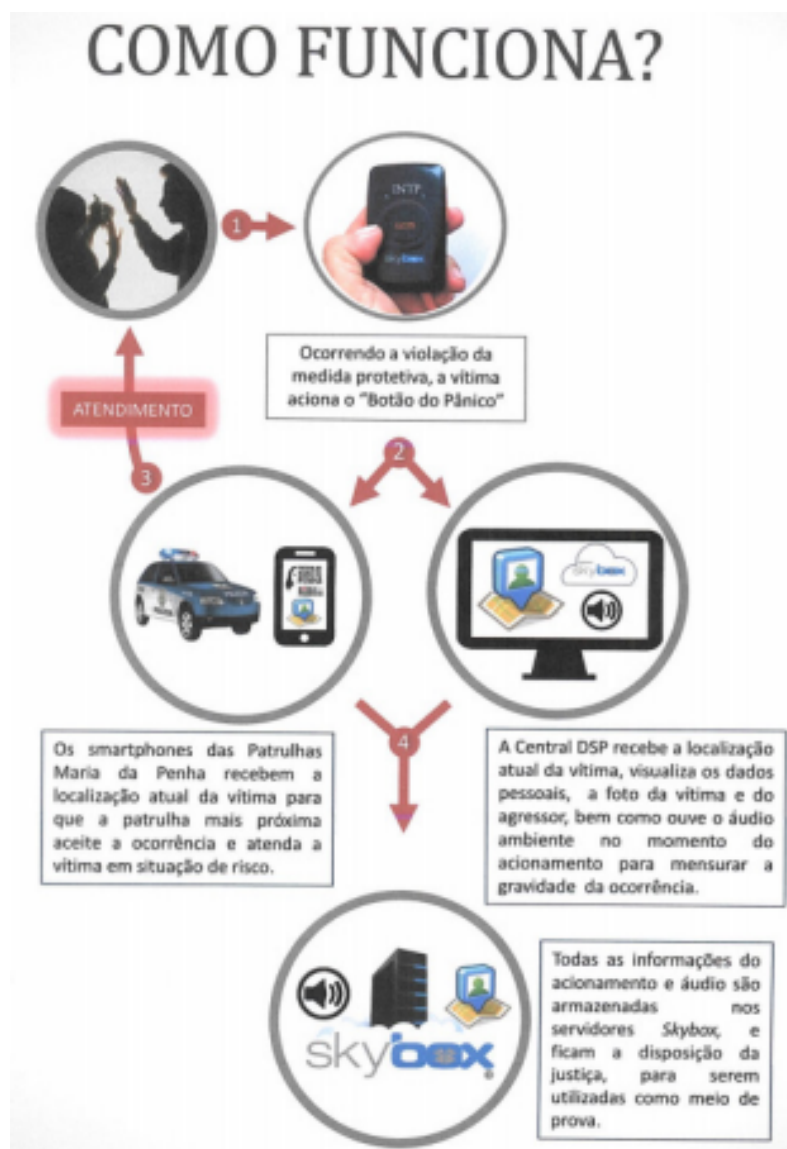 COMO FUNCIONA?
1
INTP
skybox
Ocorrendo a violação da
medida protetiva, a vítima
aciona o "Botão do Pânico"
ATENDIMENTO
2
3
skybox
Os smartphones das Patrulhas
Maria da Penha recebem a
localização atual da vítima para
que a patrulha mais próxima
aceite a ocorrência e atenda a
vítima em situação de risco.
4
A Central DSP recebe a localização
atual da vítima, visualiza os dados
pessoais, a foto da vítima e do
agressor, bem como ouve o áudio
ambiente no momento do
acionamento para mensurar a
gravidade da ocorrência.
skybox
Todas as informações do
acionamento e áudio são
armazenadas nos
servidores Skybox, e
ficam a disposição da
justiça, para serem
utilizadas como meio de
prova.